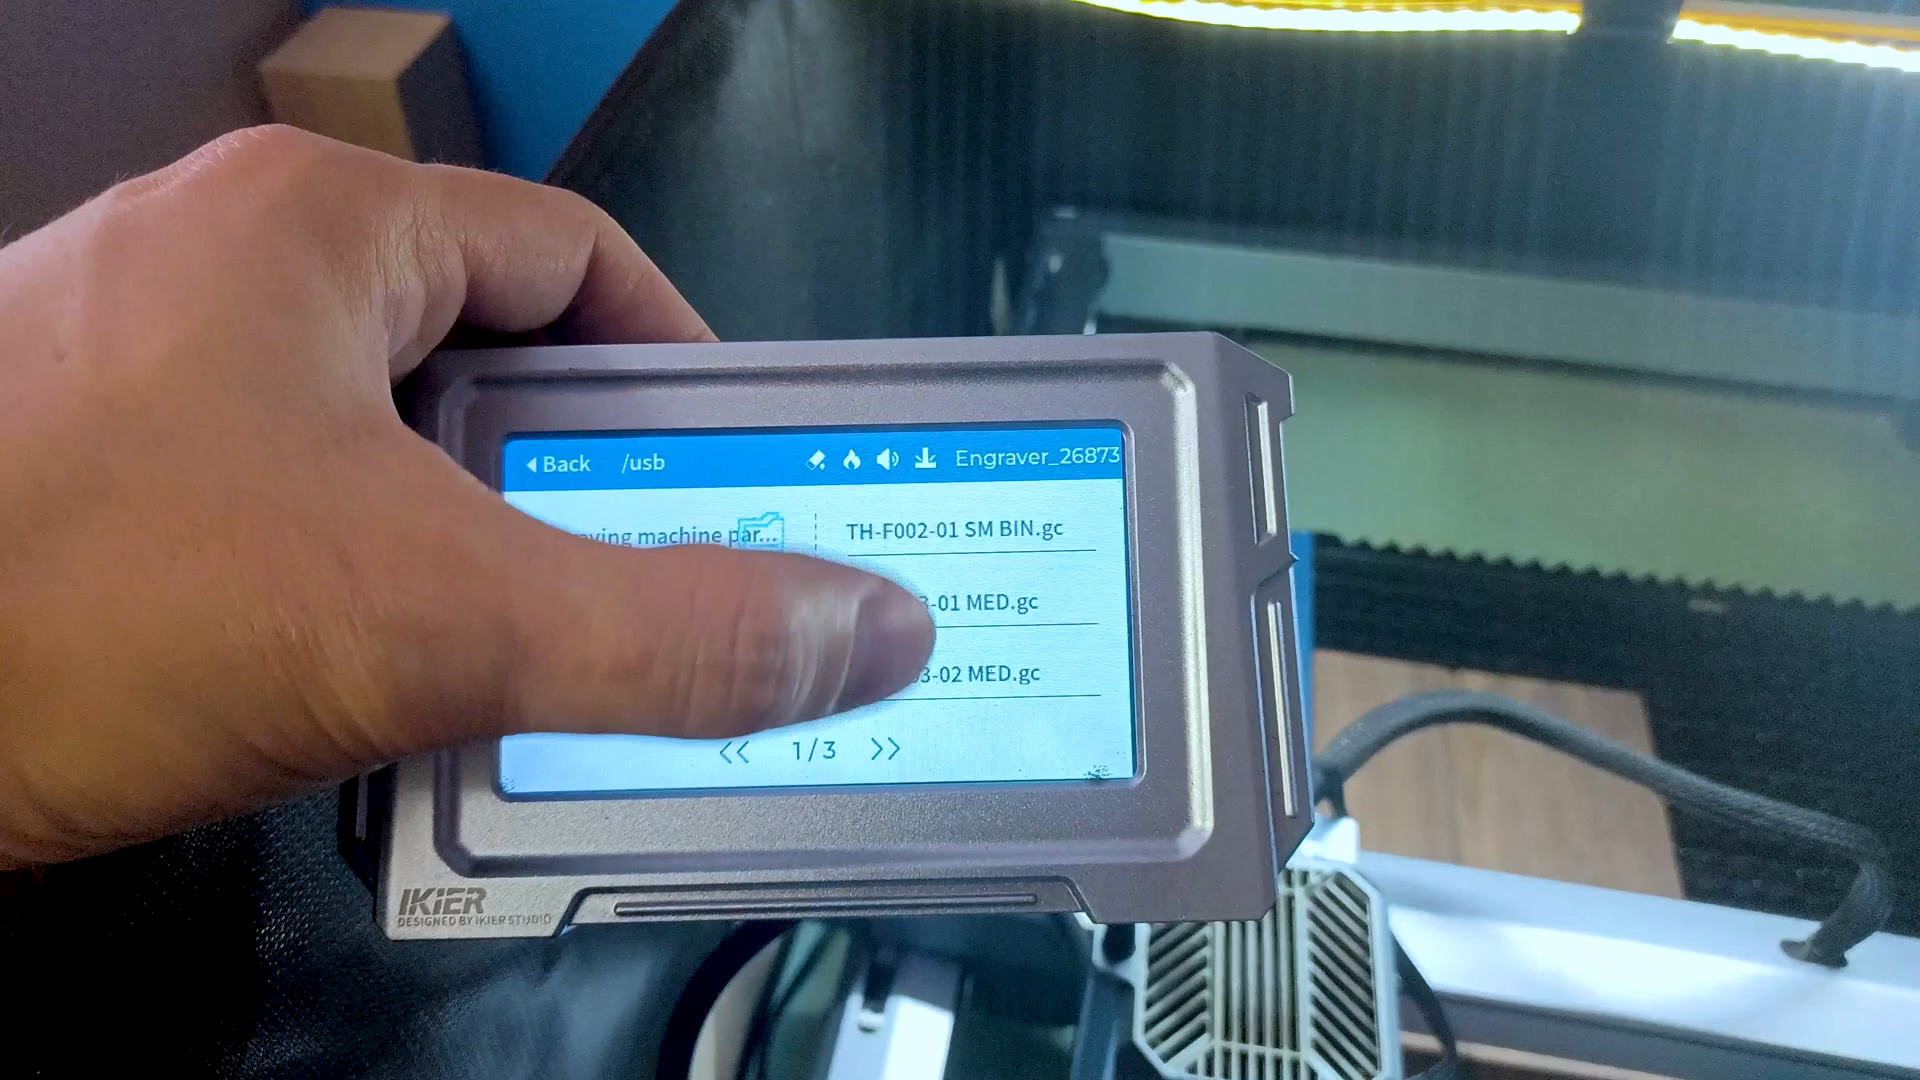 Back /usb Engraver_26873
machine par...
TH-F002-01 SM BIN.gc
-01 MED.gc
3-02 MED.gc
<< 1/3 >>
IKIER
DESIGNED BY IKIER STUDIO